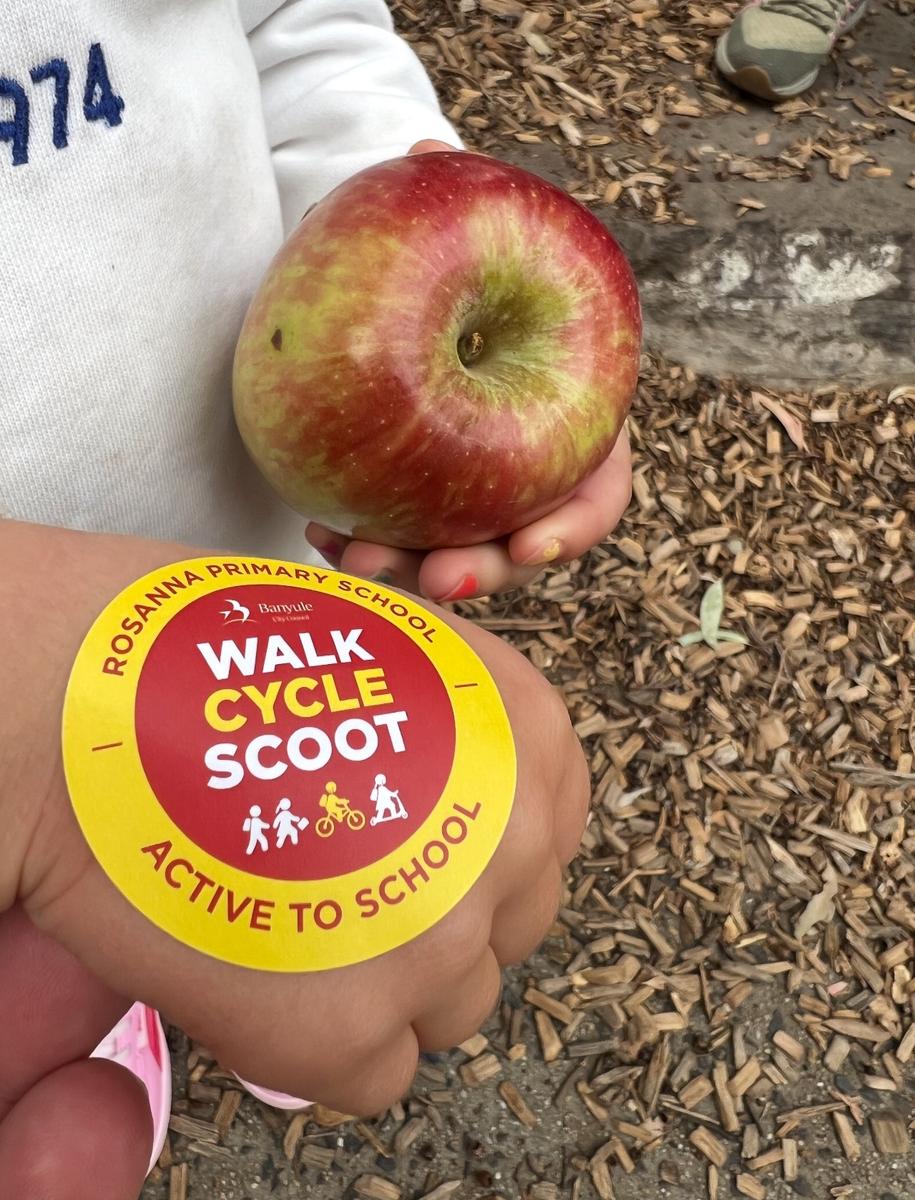 974
ROSANNA PRIMARY SCHOOL
Banyule
City Council
WALK
CYCLE
SCOOT
ACTIVE TO SCHOOL